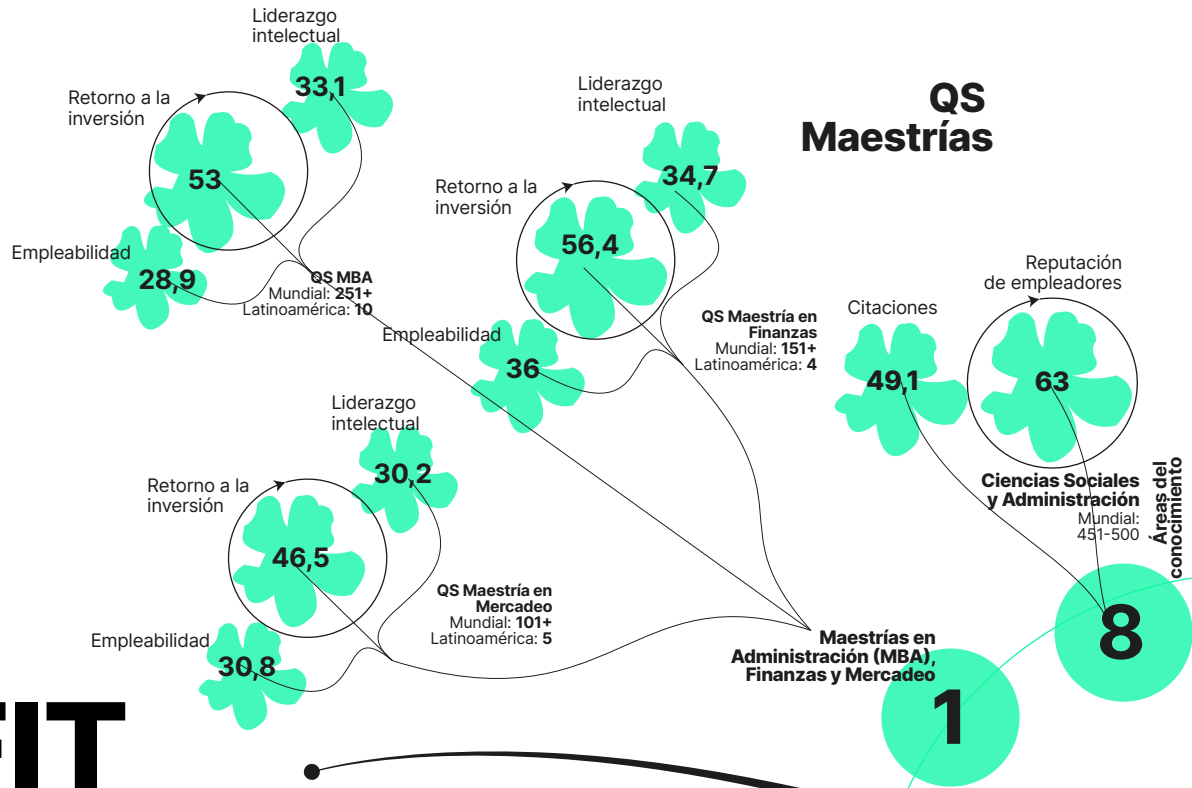 QS
Maestrías
Liderazgo
intelectual
33,1
Retorno a la
inversión
53
Empleabilidad
28,9
QS MBA
Mundial: 251+
Latinoamérica: 10
Liderazgo
intelectual
34,7
Retorno a la
inversión
56,4
Empleabilidad
36
QS Maestría en
Finanzas
Mundial: 151+
Latinoamérica: 4
Liderazgo
intelectual
30,2
Retorno a la
inversión
46,5
Empleabilidad
30,8
QS Maestría en
Mercadeo
Mundial: 101+
Latinoamérica: 5
Maestrías en
Administración (MBA),
Finanzas y Mercadeo
1
Citaciones
49,1
Reputación
de empleadores
63
Ciencias Sociales
y Administración
Mundial:
451-500
Áreas del
conocimiento
8
FIT